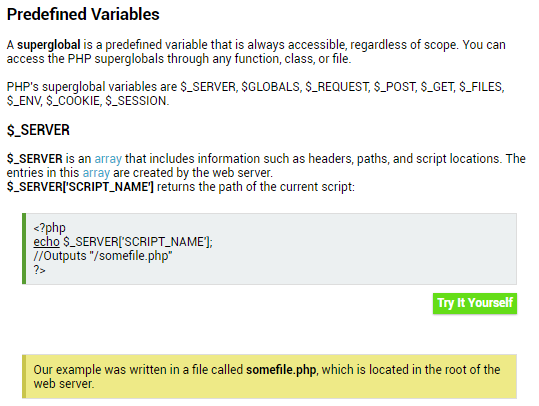 Predefined Variables
A superglobal is a predefined variable that is always accessible, regardless of scope. You can
access the PHP superglobals through any function, class, or file.
PHP's superglobal variables are $_SERVER, $GLOBALS, $_REQUEST, $_POST, $_GET, $_FILES,
$_ENV, $_COOKIE, $_SESSION.
$_SERVER
$_SERVER is an array that includes information such as headers, paths, and script locations. The
entries in this array are created by the web server.
$_SERVER['SCRIPT_NAME'] returns the path of the current script:
<?php
echo $_SERVER['SCRIPT_NAME'];
//Outputs "/somefile.php"
?>
Try It Yourself
Our example was written in a file called somefile.php, which is located in the root of the
web server.